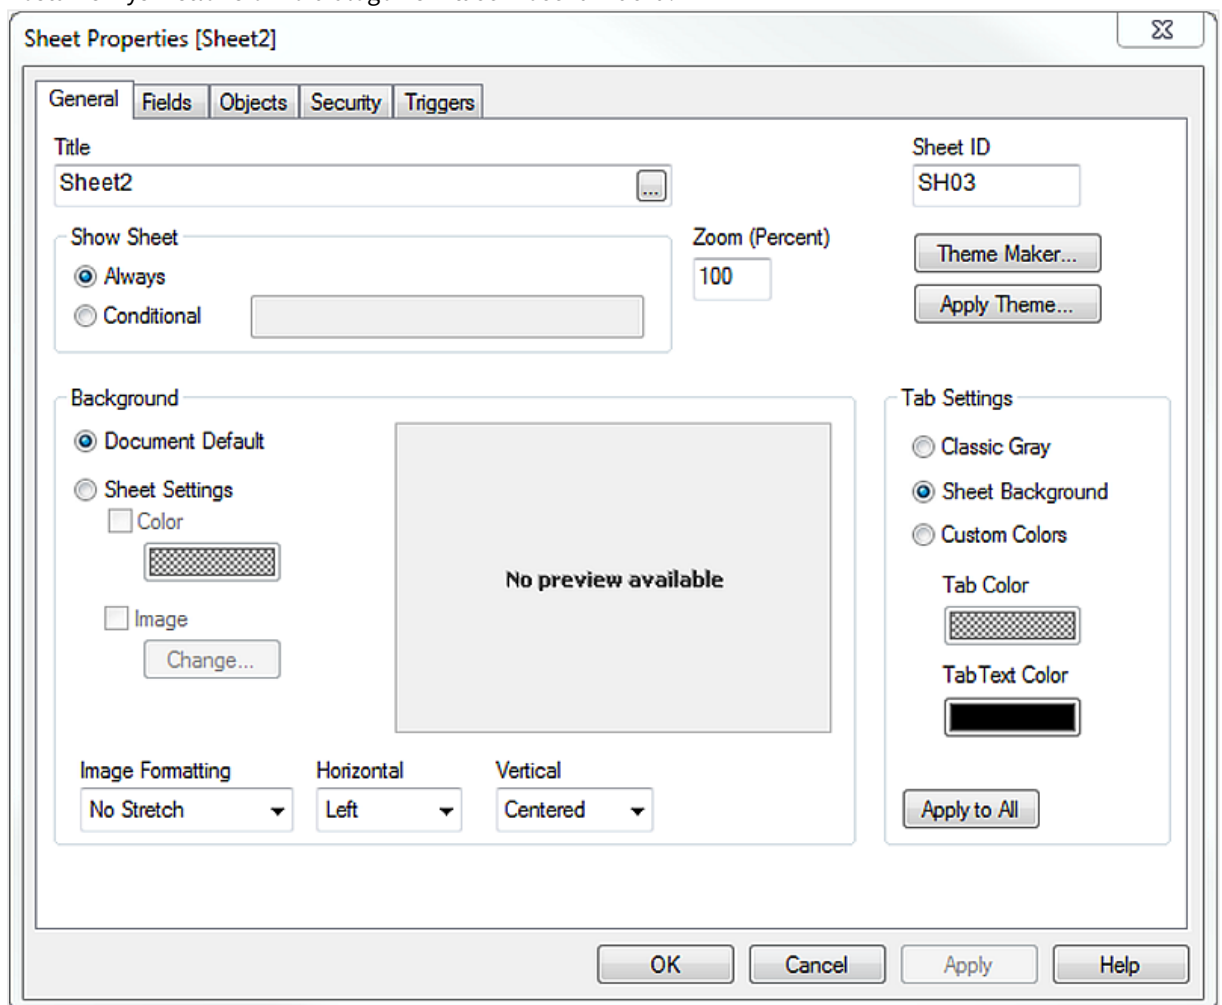 Sheet Properties [Sheet2]
General Fields Objects Security Triggers
Title
Sheet2
...
Sheet ID
SH03
Show Sheet
Always
Conditional
Zoom (Percent)
100
Theme Maker...
Apply Theme...
Background
Document Default
Sheet Settings
Color
Image
Change...
No preview available
Image Formatting
No Stretch
Horizontal
Left
Vertical
Centered
Tab Settings
Classic Gray
Sheet Background
Custom Colors
Tab Color
Tab Text Color
Apply to All
OK Cancel Apply Help